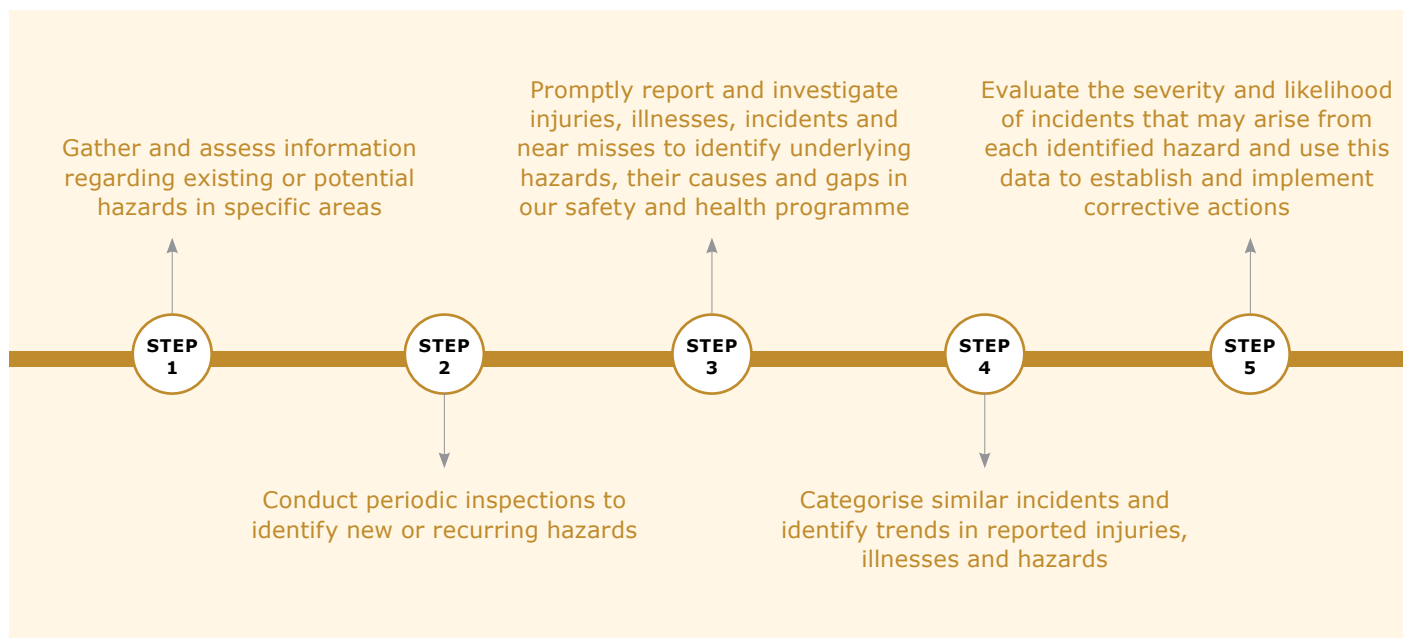 Gather and assess information
regarding existing or potential
hazards in specific areas
STEP
1
Conduct periodic inspections to
identify new or recurring hazards
STEP
2
Promptly report and investigate
injuries, illnesses, incidents and
near misses to identify underlying
hazards, their causes and gaps in
our safety and health programme
STEP
3
Categorise similar incidents and
identify trends in reported injuries,
illnesses and hazards
STEP
4
Evaluate the severity and likelihood
of incidents that may arise from
each identified hazard and use this
data to establish and implement
corrective actions
STEP
5